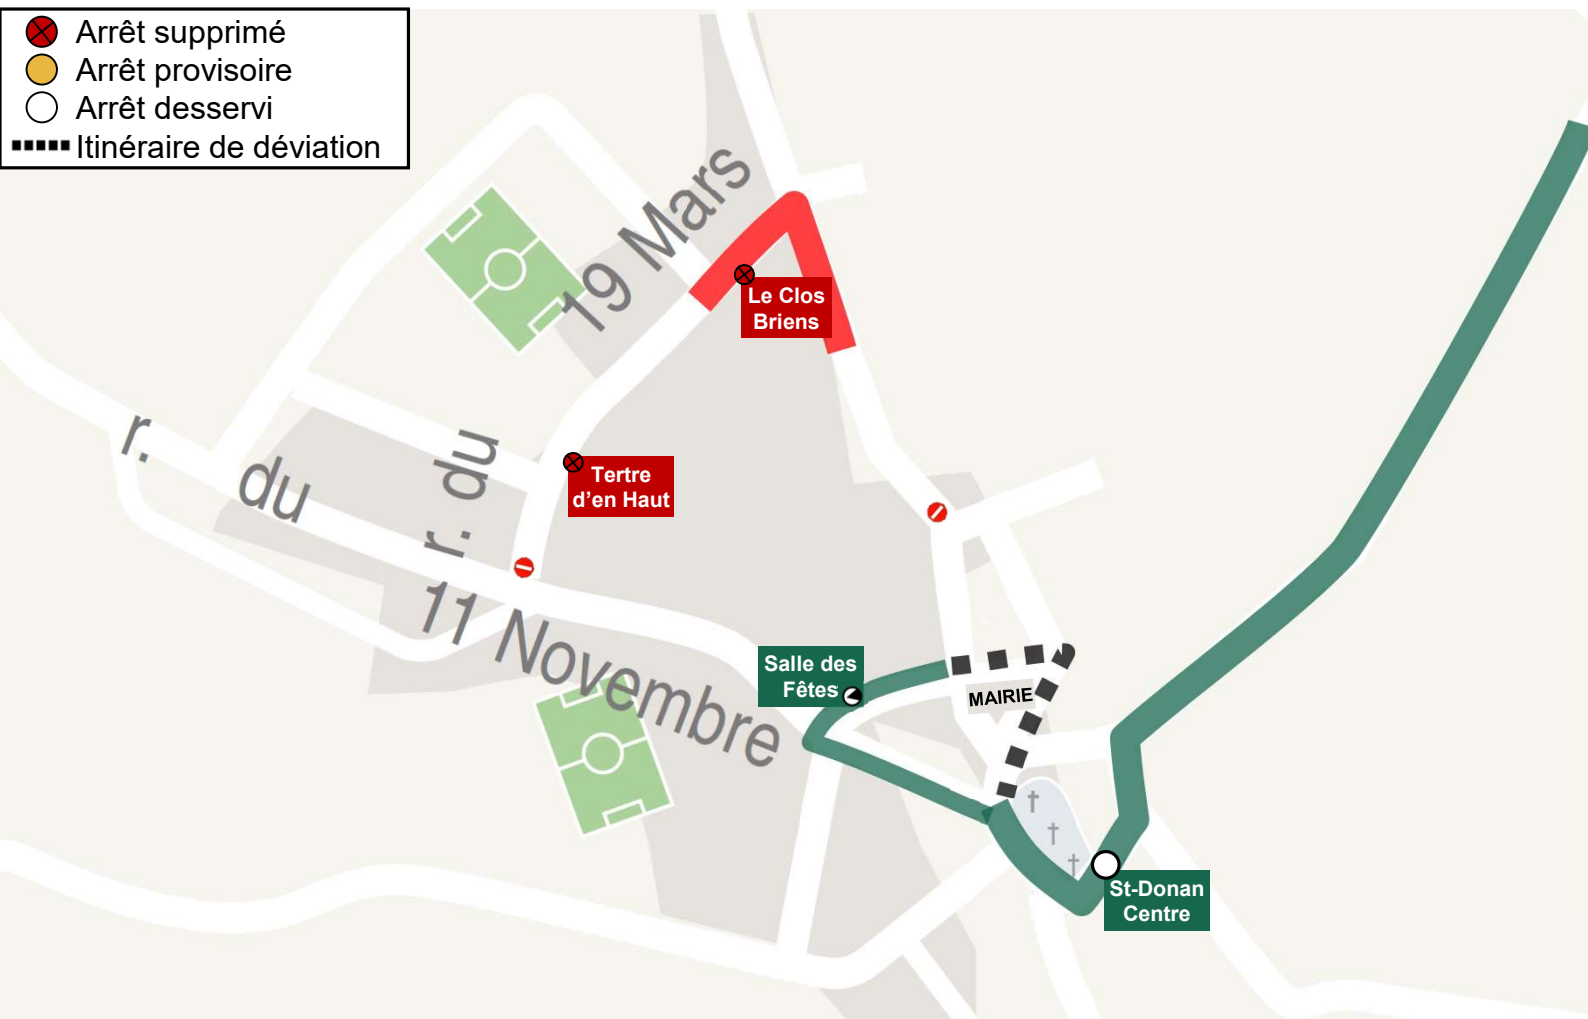 Arrêt supprimé
Arrêt provisoire
Arrêt desservi
Itinéraire de déviation
19 Mars
r. du
Le Clos
Briens
Tertre
d'en Haut
r.
du
11 Novembre
Salle des
Fêtes
MAIRIE
St-Donan
Centre